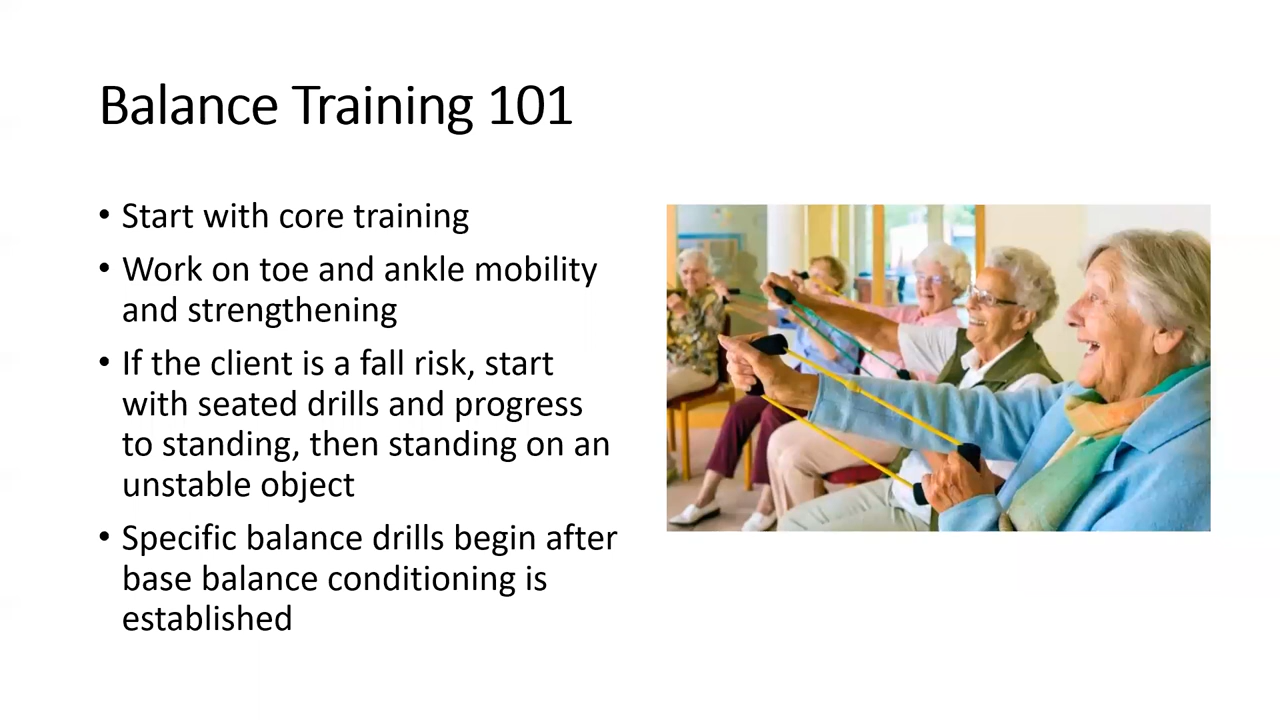 Balance Training 101
• Start with core training
• Work on toe and ankle mobility
and strengthening
• If the client is a fall risk, start
with seated drills and progress
to standing, then standing on an
unstable object
• Specific balance drills begin after
base balance conditioning is
established